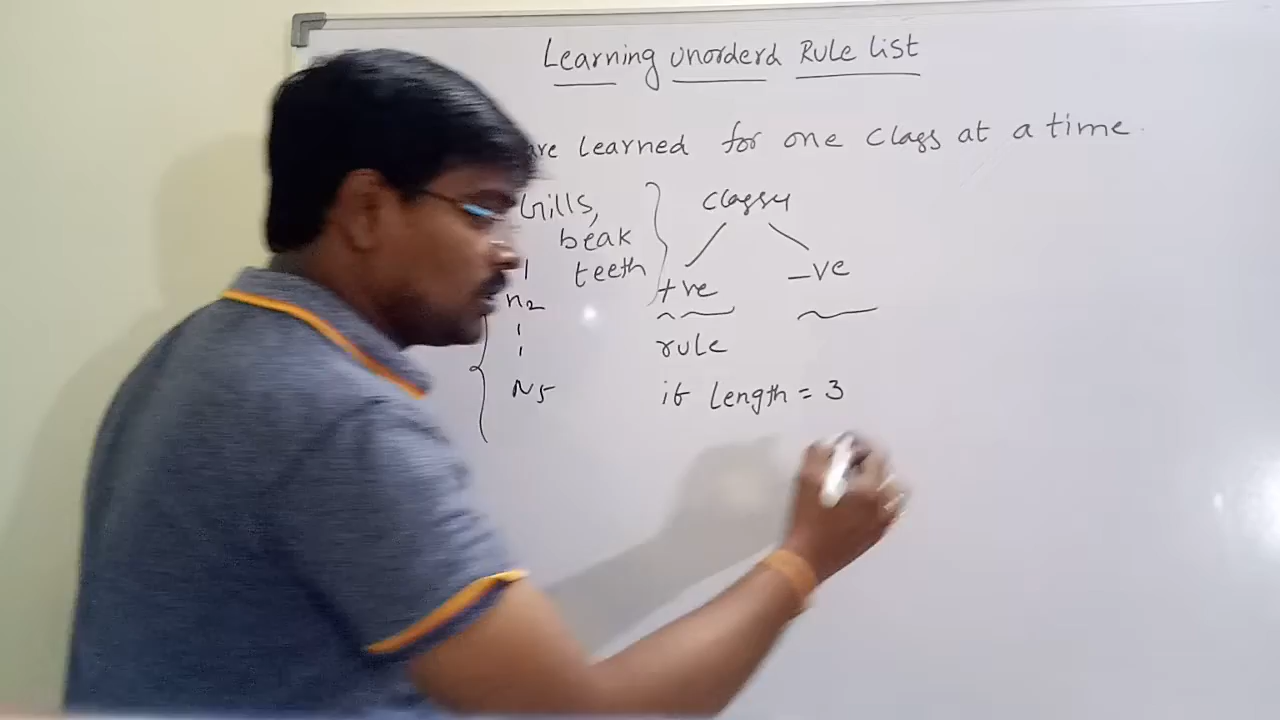 Learning unorderd Rule list
are learned for one class at a time.
Gills,
beak
teeth
classy
+ve -ve
n2
rule
N5
if length = 3